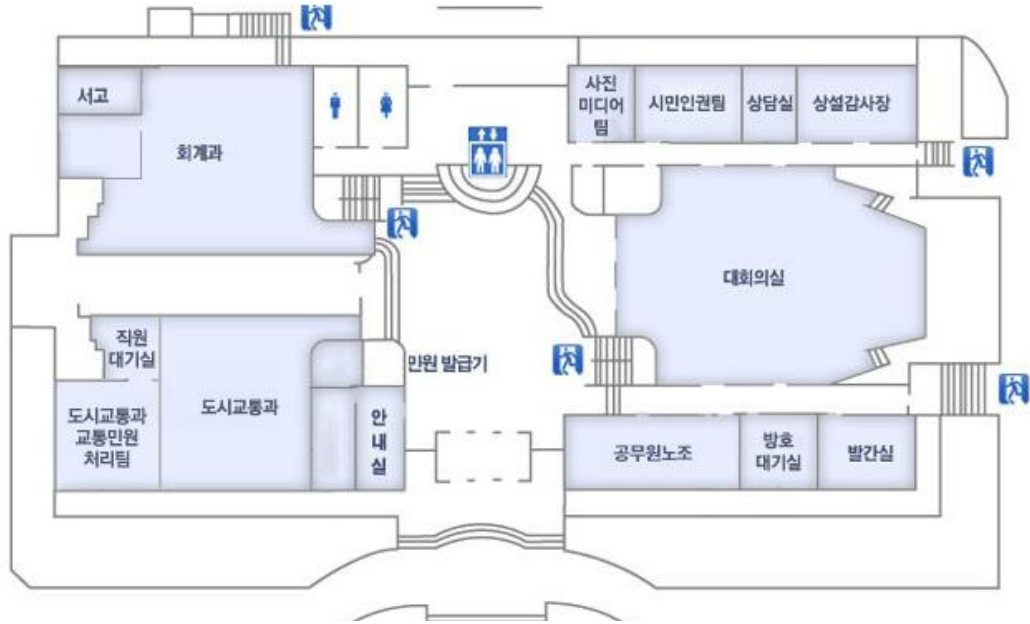 서고
회계과
사진
미디어
팀
시민인권팀
상담실
상설감사장
대회의실
직원
대기실
민원 발급기
도시교통과
교통민원
처리팀
도시교통과
안
내
실
공무원노조
방호
대기실
발간실